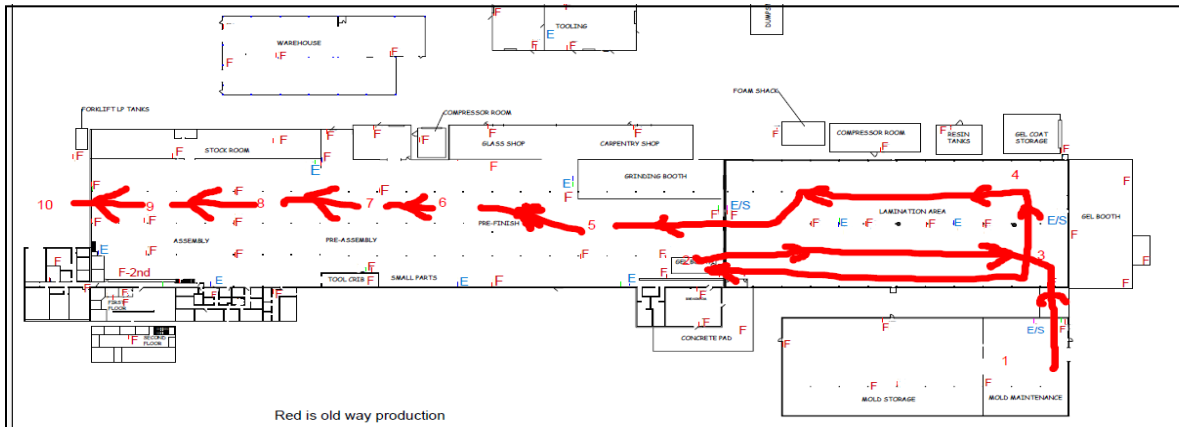 TOOLING
E
F
F
DUMPS
WAREHOUSE
F
F
F
FORKLIFT LP TANKS
COMPRESSOR ROOM
FOAM SHACK
F
F
F
F
F
F
F
COMPRESSOR ROOM
F
RESIN
TANKS
GEL COAT
STORAGE
STOCK ROOM
GLASS SHOP
CARPENTRY SHOP
F
F
F
E
F
E
GRINDING BOOTH
4
F
F
F
F
F
10
9
8
7
6
F
E/S
LAMINATION AREA
E/S
GEL BOOTH
F
F
F
PRE-FINISH
5
F
E
F
E
F
F
ASSEMBLY
PRE-ASSEMBLY
E
F
F
F
F
2
3
F
F-2nd
F
TOOL CRIB
F
SMALL PARTS
E
F
E
F
F
F
F
F
FIRST
FLOOR
F
F
SECOND
FLOOR
F
F
F
CONCRETE PAD
F
E/S
F
F
1
F
F
MOLD STORAGE
MOLD MAINTENANCE
Red is old way production